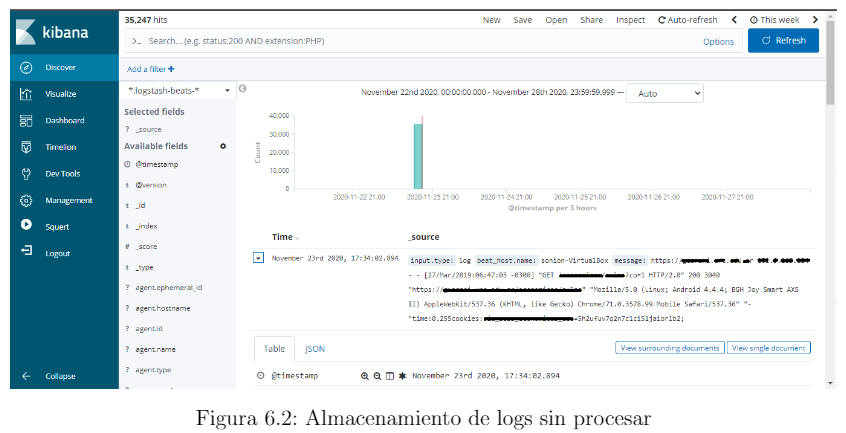 35,247 hits
New Save Open Share Inspect Auto-refresh This week
kibana
>_ Search... (e.g. status:200 AND extension:PHP)
Options
Refresh
Add a filter +
Discover
Visualize
Dashboard
Timelion
Dev Tools
Management
Squert
Logout
Collapse
*:logstash-beats-*
Selected fields
? _source
Available fields
@timestamp
t @version
t _id
t _index
# _score
t _type
? agent.ephemeral_id
? agent.hostname
? agent.id
? agent.name
? agent.type
November 22nd 2020, 00:00:00.000 - November 28th 2020, 23:59:59.999 —
Auto
Count
40,000
30,000
20,000
10,000
0
2020-11-22 21:00 2020-11-23 21:00 2020-11-24 21:00 2020-11-25 21:00 2020-11-26 21:00 2020-11-27 21:00
@timestamp per 3 hours
Time _source
November 23rd 2020, 17:34:02.894
input.type: log beat_host.name: sonion-VirtualBox message: https://
- - [27/Mar/2019:06:47:03 -0300] "GET ?co=1 HTTP/2.0" 200 3040
"https:// " "Mozilla/5.0 (Linux; Android 4.4.4; BGH Joy Smart AXS
II) AppleWebKit/537.36 (KHTML, like Gecko) Chrome/71.0.3578.99 Mobile Safari/537.36" "-
"time:0.255cookies: =5h2ufuv7q2n7c1ci51jaior1b2;
Table JSON
View surrounding documents View single document
@timestamp November 23rd 2020, 17:34:02.894
Figura 6.2: Almacenamiento de logs sin procesar